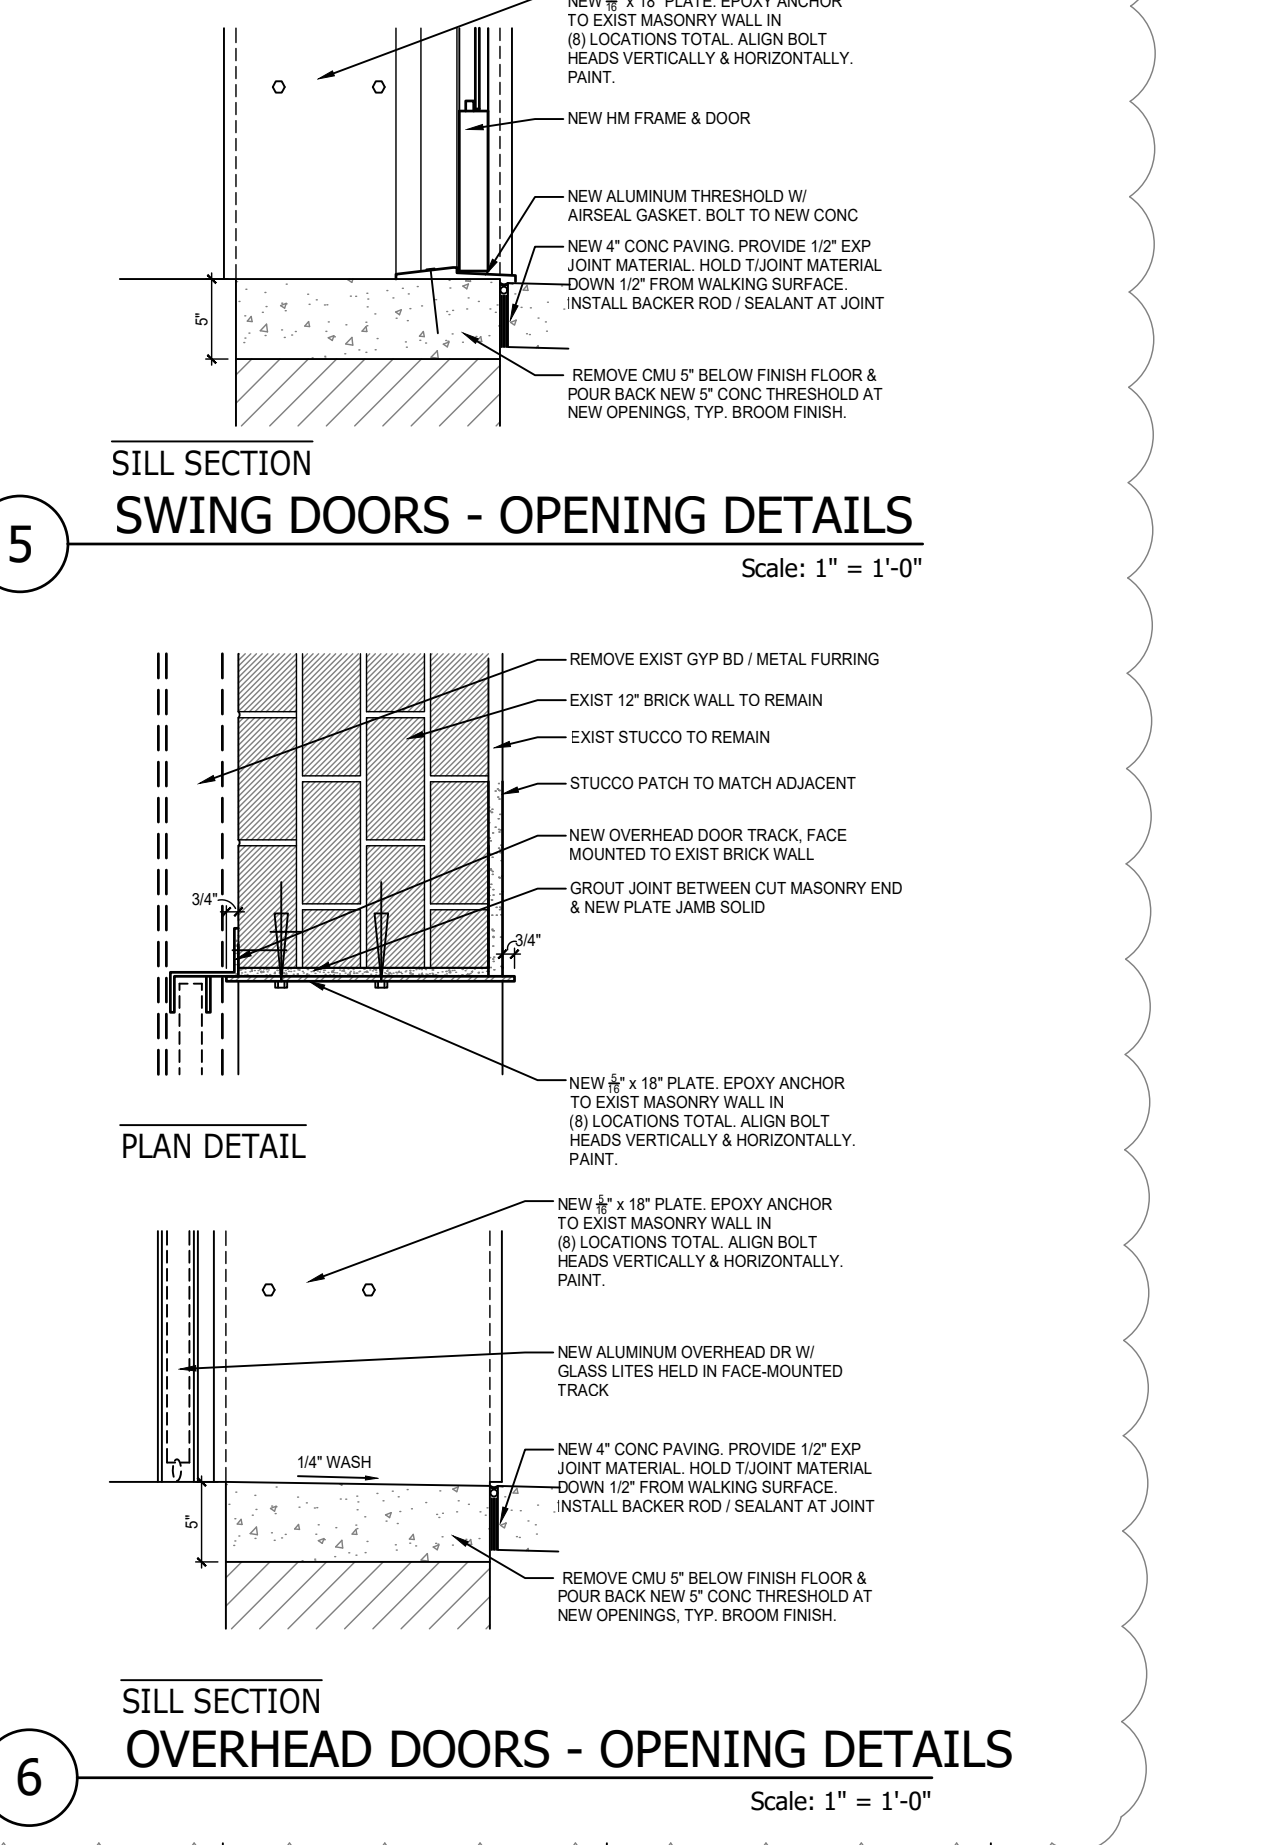 NEW 5/16" x 18" PLATE. EPOXY ANCHOR
TO EXIST MASONRY WALL IN
(8) LOCATIONS TOTAL. ALIGN BOLT
HEADS VERTICALLY & HORIZONTALLY.
PAINT.
NEW HM FRAME & DOOR
NEW ALUMINUM THRESHOLD W/
AIRSEAL GASKET. BOLT TO NEW CONC
NEW 4" CONC PAVING. PROVIDE 1/2" EXP
JOINT MATERIAL. HOLD T/JOINT MATERIAL
DOWN 1/2" FROM WALKING SURFACE.
INSTALL BACKER ROD / SEALANT AT JOINT
5"
REMOVE CMU 5" BELOW FINISH FLOOR &
POUR BACK NEW 5" CONC THRESHOLD AT
NEW OPENINGS, TYP. BROOM FINISH.
SILL SECTION
5
SWING DOORS - OPENING DETAILS
Scale: 1" = 1'-0"
REMOVE EXIST GYP BD / METAL FURRING
EXIST 12" BRICK WALL TO REMAIN
EXIST STUCCO TO REMAIN
STUCCO PATCH TO MATCH ADJACENT
NEW OVERHEAD DOOR TRACK, FACE
MOUNTED TO EXIST BRICK WALL
GROUT JOINT BETWEEN CUT MASONRY END
& NEW PLATE JAMB SOLID
3/4"
3/4"
NEW 5/16" x 18" PLATE. EPOXY ANCHOR
TO EXIST MASONRY WALL IN
(8) LOCATIONS TOTAL. ALIGN BOLT
HEADS VERTICALLY & HORIZONTALLY.
PAINT.
PLAN DETAIL
NEW 5/16" x 18" PLATE. EPOXY ANCHOR
TO EXIST MASONRY WALL IN
(8) LOCATIONS TOTAL. ALIGN BOLT
HEADS VERTICALLY & HORIZONTALLY.
PAINT.
NEW ALUMINUM OVERHEAD DR W/
GLASS LITES HELD IN FACE-MOUNTED
TRACK
1/4" WASH
NEW 4" CONC PAVING. PROVIDE 1/2" EXP
JOINT MATERIAL. HOLD T/JOINT MATERIAL
DOWN 1/2" FROM WALKING SURFACE.
INSTALL BACKER ROD / SEALANT AT JOINT
5"
REMOVE CMU 5" BELOW FINISH FLOOR &
POUR BACK NEW 5" CONC THRESHOLD AT
NEW OPENINGS, TYP. BROOM FINISH.
SILL SECTION
6
OVERHEAD DOORS - OPENING DETAILS
Scale: 1" = 1'-0"